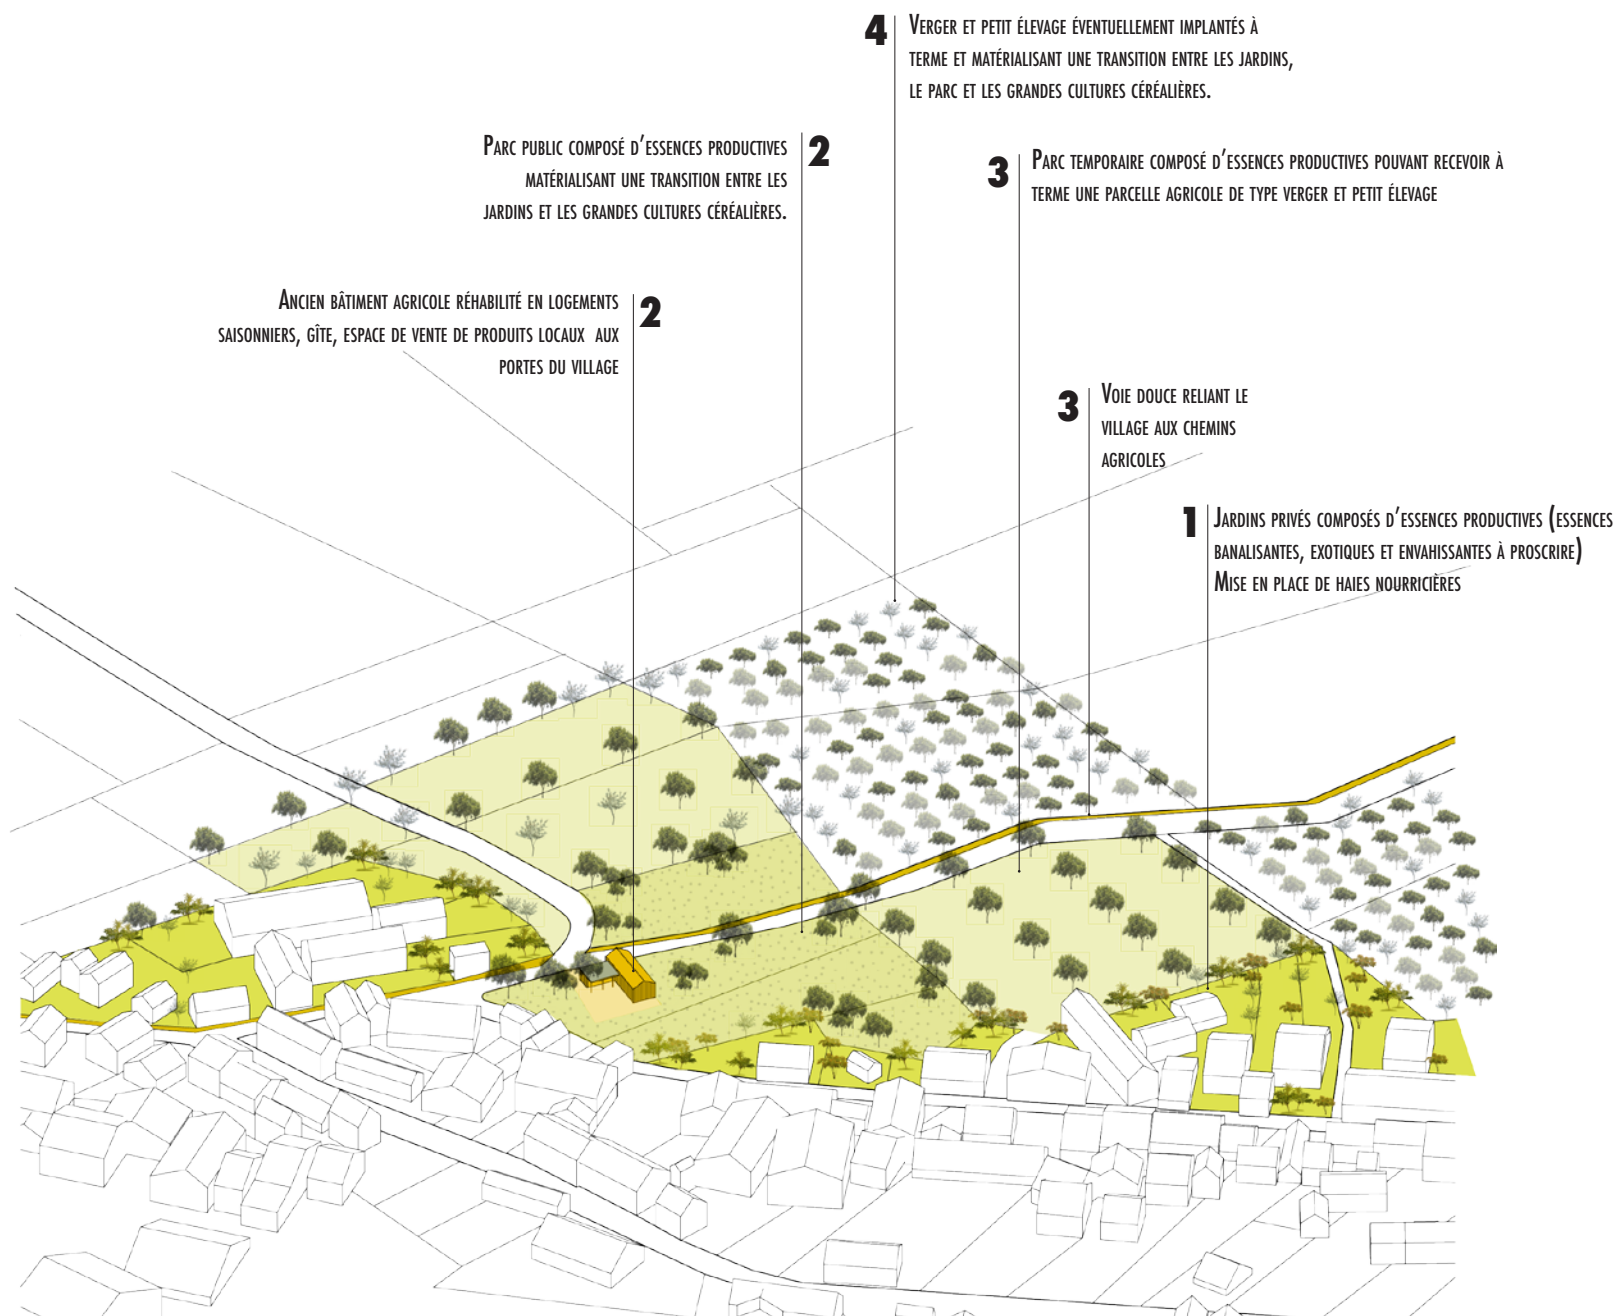 4
Verger et petit élevage éventuellement implantés à
terme et matérialisant une transition entre les jardins,
le parc et les grandes cultures céréalières.
Parc public composé d'essences productives
matérialisant une transition entre les
jardins et les grandes cultures céréalières.
2
3
Parc temporaire composé d'essences productives pouvant recevoir à
terme une parcelle agricole de type verger et petit élevage
Ancien bâtiment agricole réhabilité en logements
saisonniers, gîte, espace de vente de produits locaux aux
portes du village
2
3
Voie douce reliant le
village aux chemins
agricoles
1
Jardins privés composés d'essences productives (essences
banalisantes, exotiques et envahissantes à proscrire)
Mise en place de haies nourricières